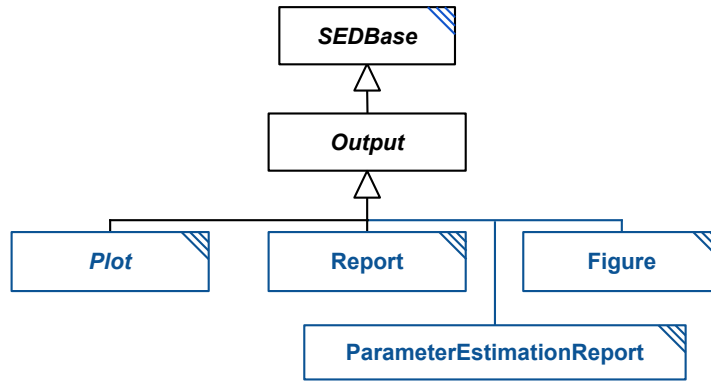 SEDBase
Output
Plot
Report
Figure
ParameterEstimationReport